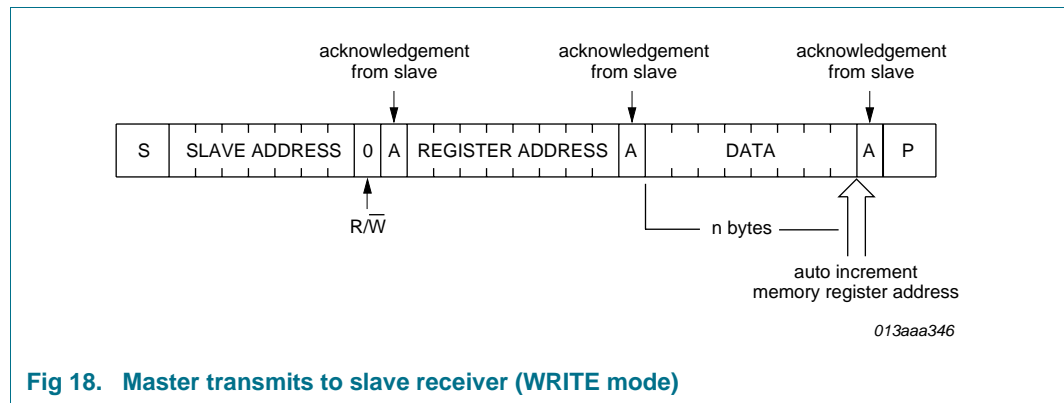 acknowledgement
from slave
acknowledgement
from slave
acknowledgement
from slave
S SLAVE ADDRESS 0 A REGISTER ADDRESS A DATA A P
R/W̅
n bytes
auto increment
memory register address
013aaa346
Fig 18. Master transmits to slave receiver (WRITE mode)